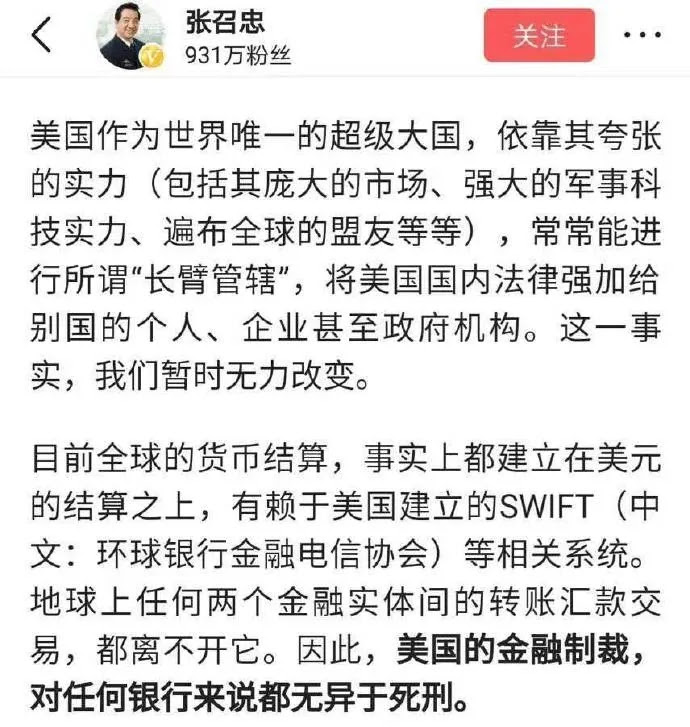 张召忠
931万粉丝
关注
美国作为世界唯一的超级大国，依靠其夸张
的实力（包括其庞大的市场、强大的军事科
技实力、遍布全球的盟友等等），常常能进
行所谓“长臂管辖”，将美国国内法律强加给
别国的个人、企业甚至政府机构。这一事
实，我们暂时无力改变。
目前全球的货币结算，事实上都建立在美元
的结算之上，有赖于美国建立的SWIFT（中
文：环球银行金融电信协会）等相关系统。
地球上任何两个金融实体间的转账汇款交
易，都离不开它。因此，美国的金融制裁，
对任何银行来说都无异于死刑。